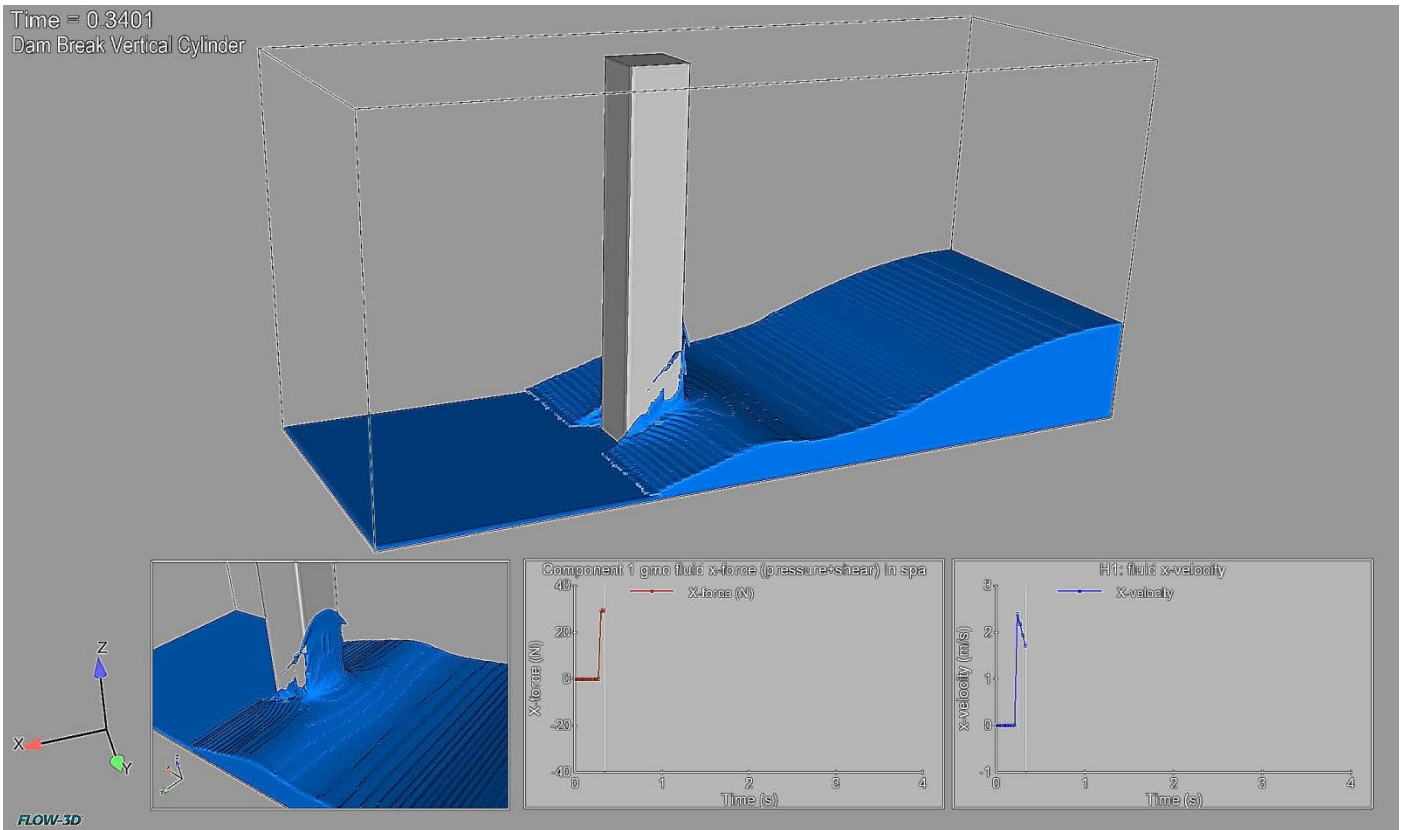 Time = 0.3401
Dam Break Vertical Cylinder
Z
X
Y
Component 1 gmo fluid x-force (pressure+shear) in spa
X-force (N)
40
20
0
-20
-40
X-force (N)
0 1 2 3 4
Time (s)
H1: fluid x-velocity
X-velocity
3
2
1
0
-1
x-velocity (m/s)
0 1 2 3 4
Time (s)
FLOW-3D